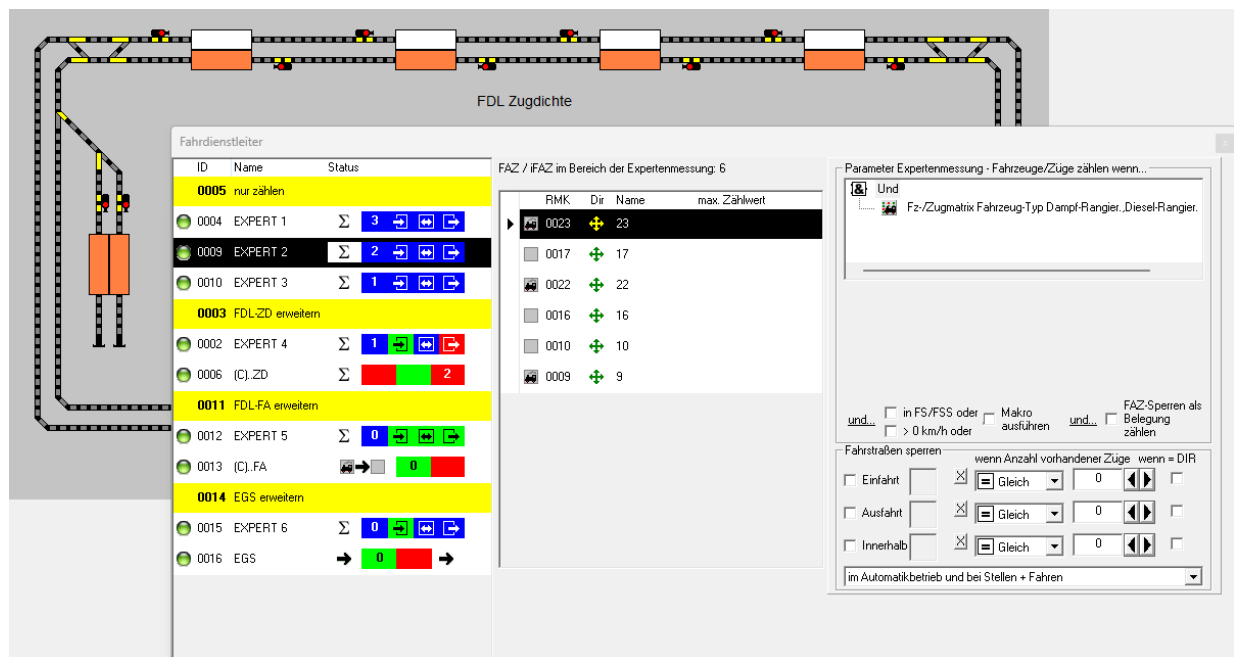 FDL Zugdichte
Fahrdienstleiter
ID Name Status
0005 nur zählen
0004 EXPERT 1 Σ 3
0009 EXPERT 2 Σ 2
0010 EXPERT 3 Σ 1
0003 FDL-ZD erweitern
0002 EXPERT 4 Σ 1
0006 (C)..ZD Σ 2
0011 FDL-FA erweitern
0012 EXPERT 5 Σ 0
0013 (C)..FA 0
0014 EGS erweitern
0015 EXPERT 6 Σ 0
0016 EGS 0
FAZ / iFAZ im Bereich der Expertenmessung: 6
RMK Dir Name max. Zählwert
0023 23
0017 17
0022 22
0016 16
0010 10
0009 9
Parameter Expertenmessung - Fahrzeuge/Züge zählen wenn...
& Und
Fz-/Zugmatrix Fahrzeug-Typ Dampf-Rangier.,Diesel-Rangier.
und... in FS/FSS oder
> 0 km/h oder
Makro
ausführen
und... FAZ-Sperren als
Belegung
zählen
Fahrstraßen sperren
wenn Anzahl vorhandener Züge wenn = DIR
Einfahrt X = Gleich 0
Ausfahrt X = Gleich 0
Innerhalb X = Gleich 0
im Automatikbetrieb und bei Stellen + Fahren